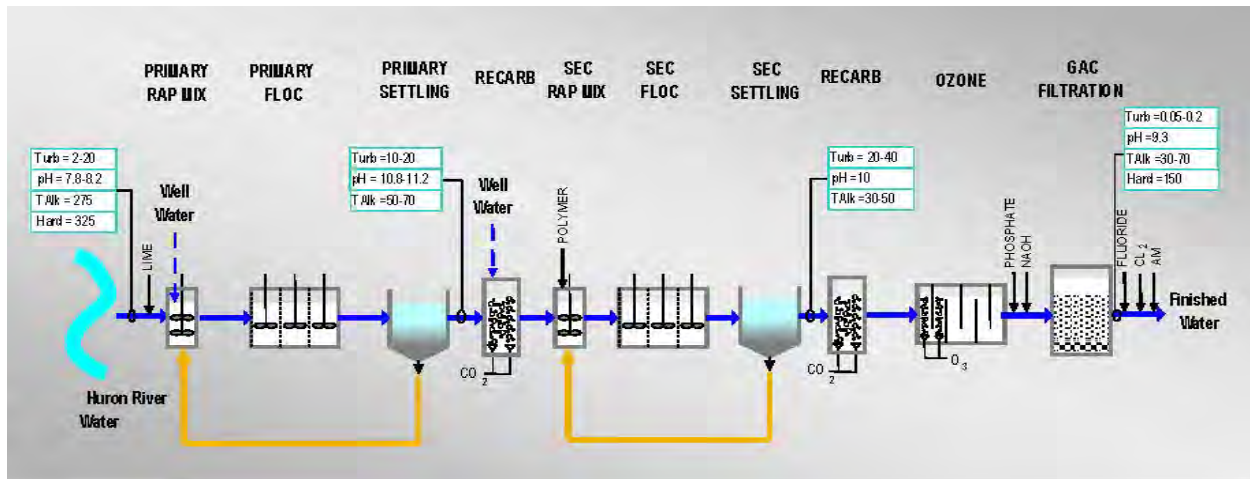 PRIMARY
RAP MIX
PRIMARY
FLOC
PRIMARY
SETTLING
RECARB
SEC
RAP MIX
SEC
FLOC
SEC
SETTLING
RECARB
OZONE
GAC
FILTRATION
Turb = 2-20
pH = 7.8-8.2
TAlk = 275
Hard = 325
Turb =10-20
pH = 10.8-11.2
TAlk =50-70
Turb = 20-40
pH =10
TAlk =30-50
Turb =0.05-0.2
pH =9.3
TAlk =30-70
Hard =150
LIME
Well
Water
Well
Water
POLYMER
PHOSPHATE
NAOH
FLUORIDE
CL 2
AM
CO 2
CO 2
O 3
Huron River
Water
Finished
Water